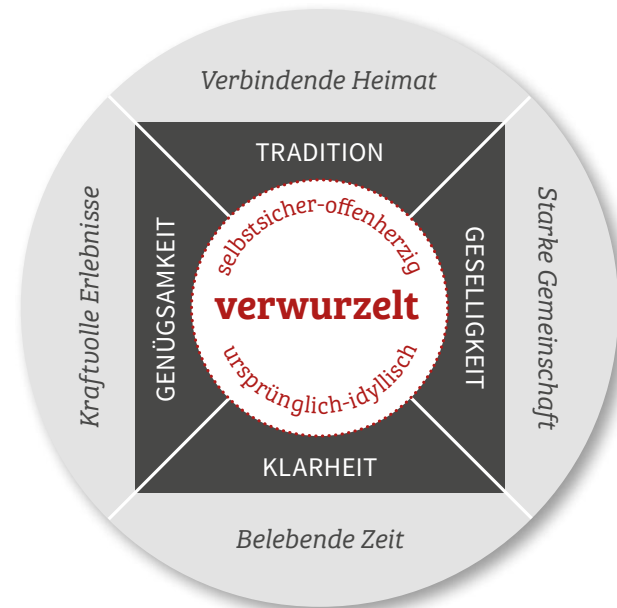 Verbindende Heimat
TRADITION
Kraftvolle Erlebnisse
GENÜGSAMKEIT
selbstsicher-offenherzig
verwurzelt
ursprünglich-idyllisch
GESELLIGKEIT
Starke Gemeinschaft
KLARHEIT
Belebende Zeit